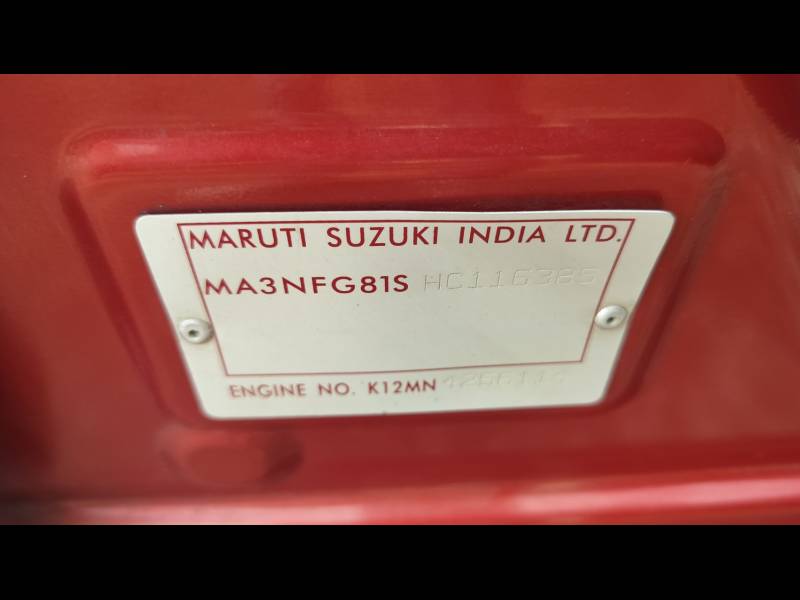 MARUTI SUZUKI INDIA LTD.
MA3NFG81S HC116385
ENGINE NO. K12MN